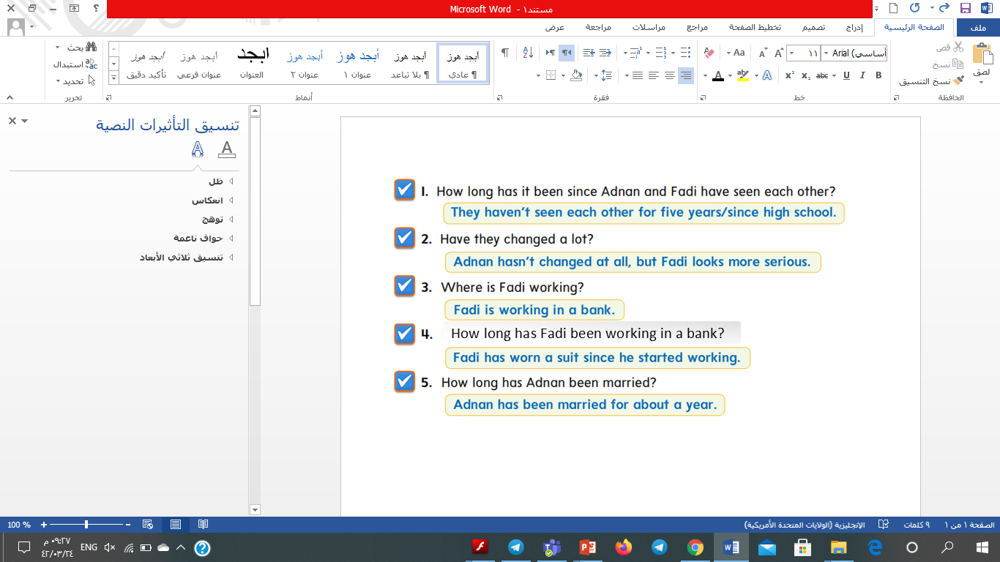 مستند١ - Microsoft Word
ملف
الصفحة الرئيسية
إدراج
تصميم
تخطيط الصفحة
مراجع
مراسلات
مراجعة
عرض
لصق
قص
نسخ
نسخ التنسيق
الحافظة
أساسي) Arial
١١
Aa
B I U abc x₂ x²
خط
فقرة
أبجد هوز
¶ عادي
أبجد هوز
¶ بلا تباعد
أبجد هوز
عنوان ١
أبجد هوز
عنوان ٢
ابجد
العنوان
أبجد هوز
عنوان فرعي
أبجد هوز
تأكيد دقيق
أنماط
بحث
استبدال
تحديد
تحرير
تنسيق التأثيرات النصية
ظل
انعكاس
توهج
حواف ناعمة
تنسيق ثلاثي الأبعاد
1. How long has it been since Adnan and Fadi have seen each other?
They haven't seen each other for five years/since high school.
2. Have they changed a lot?
Adnan hasn't changed at all, but Fadi looks more serious.
3. Where is Fadi working?
Fadi is working in a bank.
4. How long has Fadi been working in a bank?
Fadi has worn a suit since he started working.
5. How long has Adnan been married?
Adnan has been married for about a year.
الصفحة ١ من ١
٩ كلمات
الإنجليزية (الولايات المتحدة الأمريكية)
100 %
ENG
٠٩:٢٧ م
٤٢/٠٣/٢٤